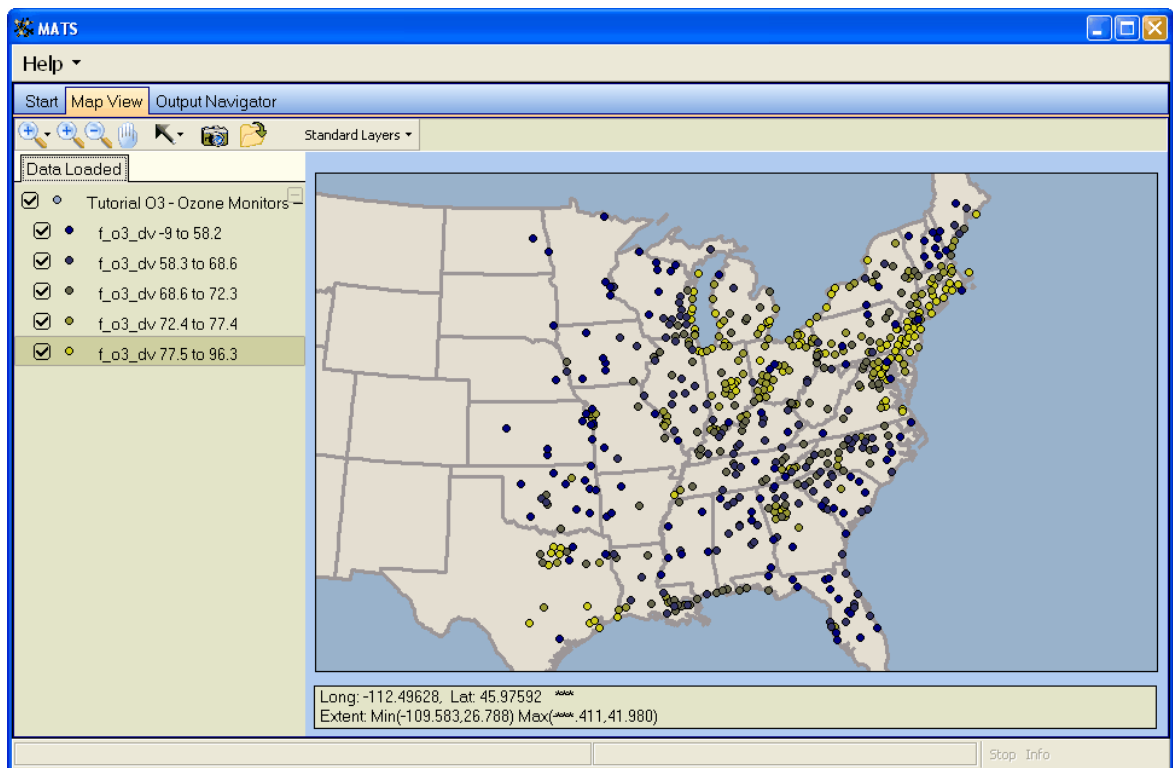 MATS
Help
Start Map View Output Navigator
Standard Layers
Data Loaded
Tutorial O3 - Ozone Monitors
f_o3_dv -9 to 58.2
f_o3_dv 58.3 to 68.6
f_o3_dv 68.6 to 72.3
f_o3_dv 72.4 to 77.4
f_o3_dv 77.5 to 96.3
Long: -112.49628, Lat: 45.97592 ***
Extent: Min(-109.583,26.788) Max(***.411,41.980)
Stop Info